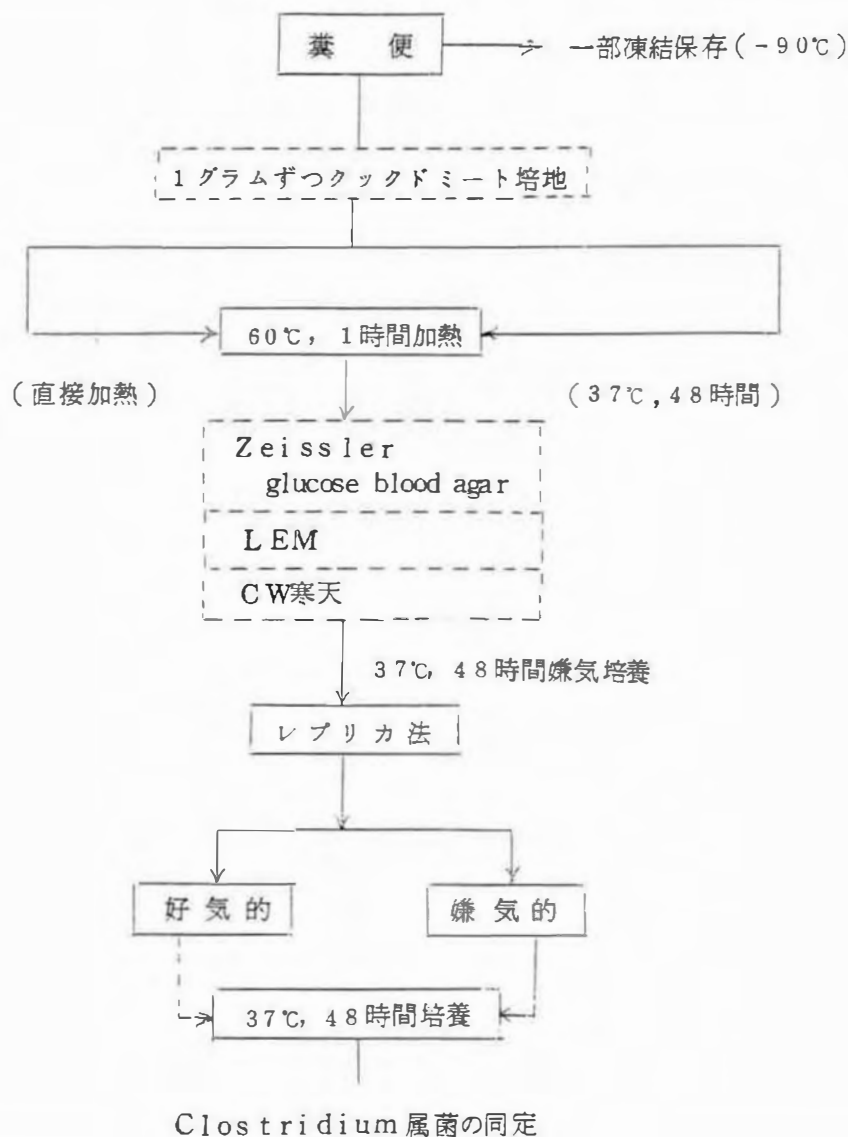 糞 便
一部凍結保存(-90℃)
1グラムずつクックドミート培地
60℃, 1時間加熱
(直接加熱)
(37℃, 48時間)
Zeissler
glucose blood agar
LEM
CW寒天
37℃, 48時間嫌気培養
レプリカ法
好気的
嫌気的
37℃, 48時間培養
Clostridium属菌の同定